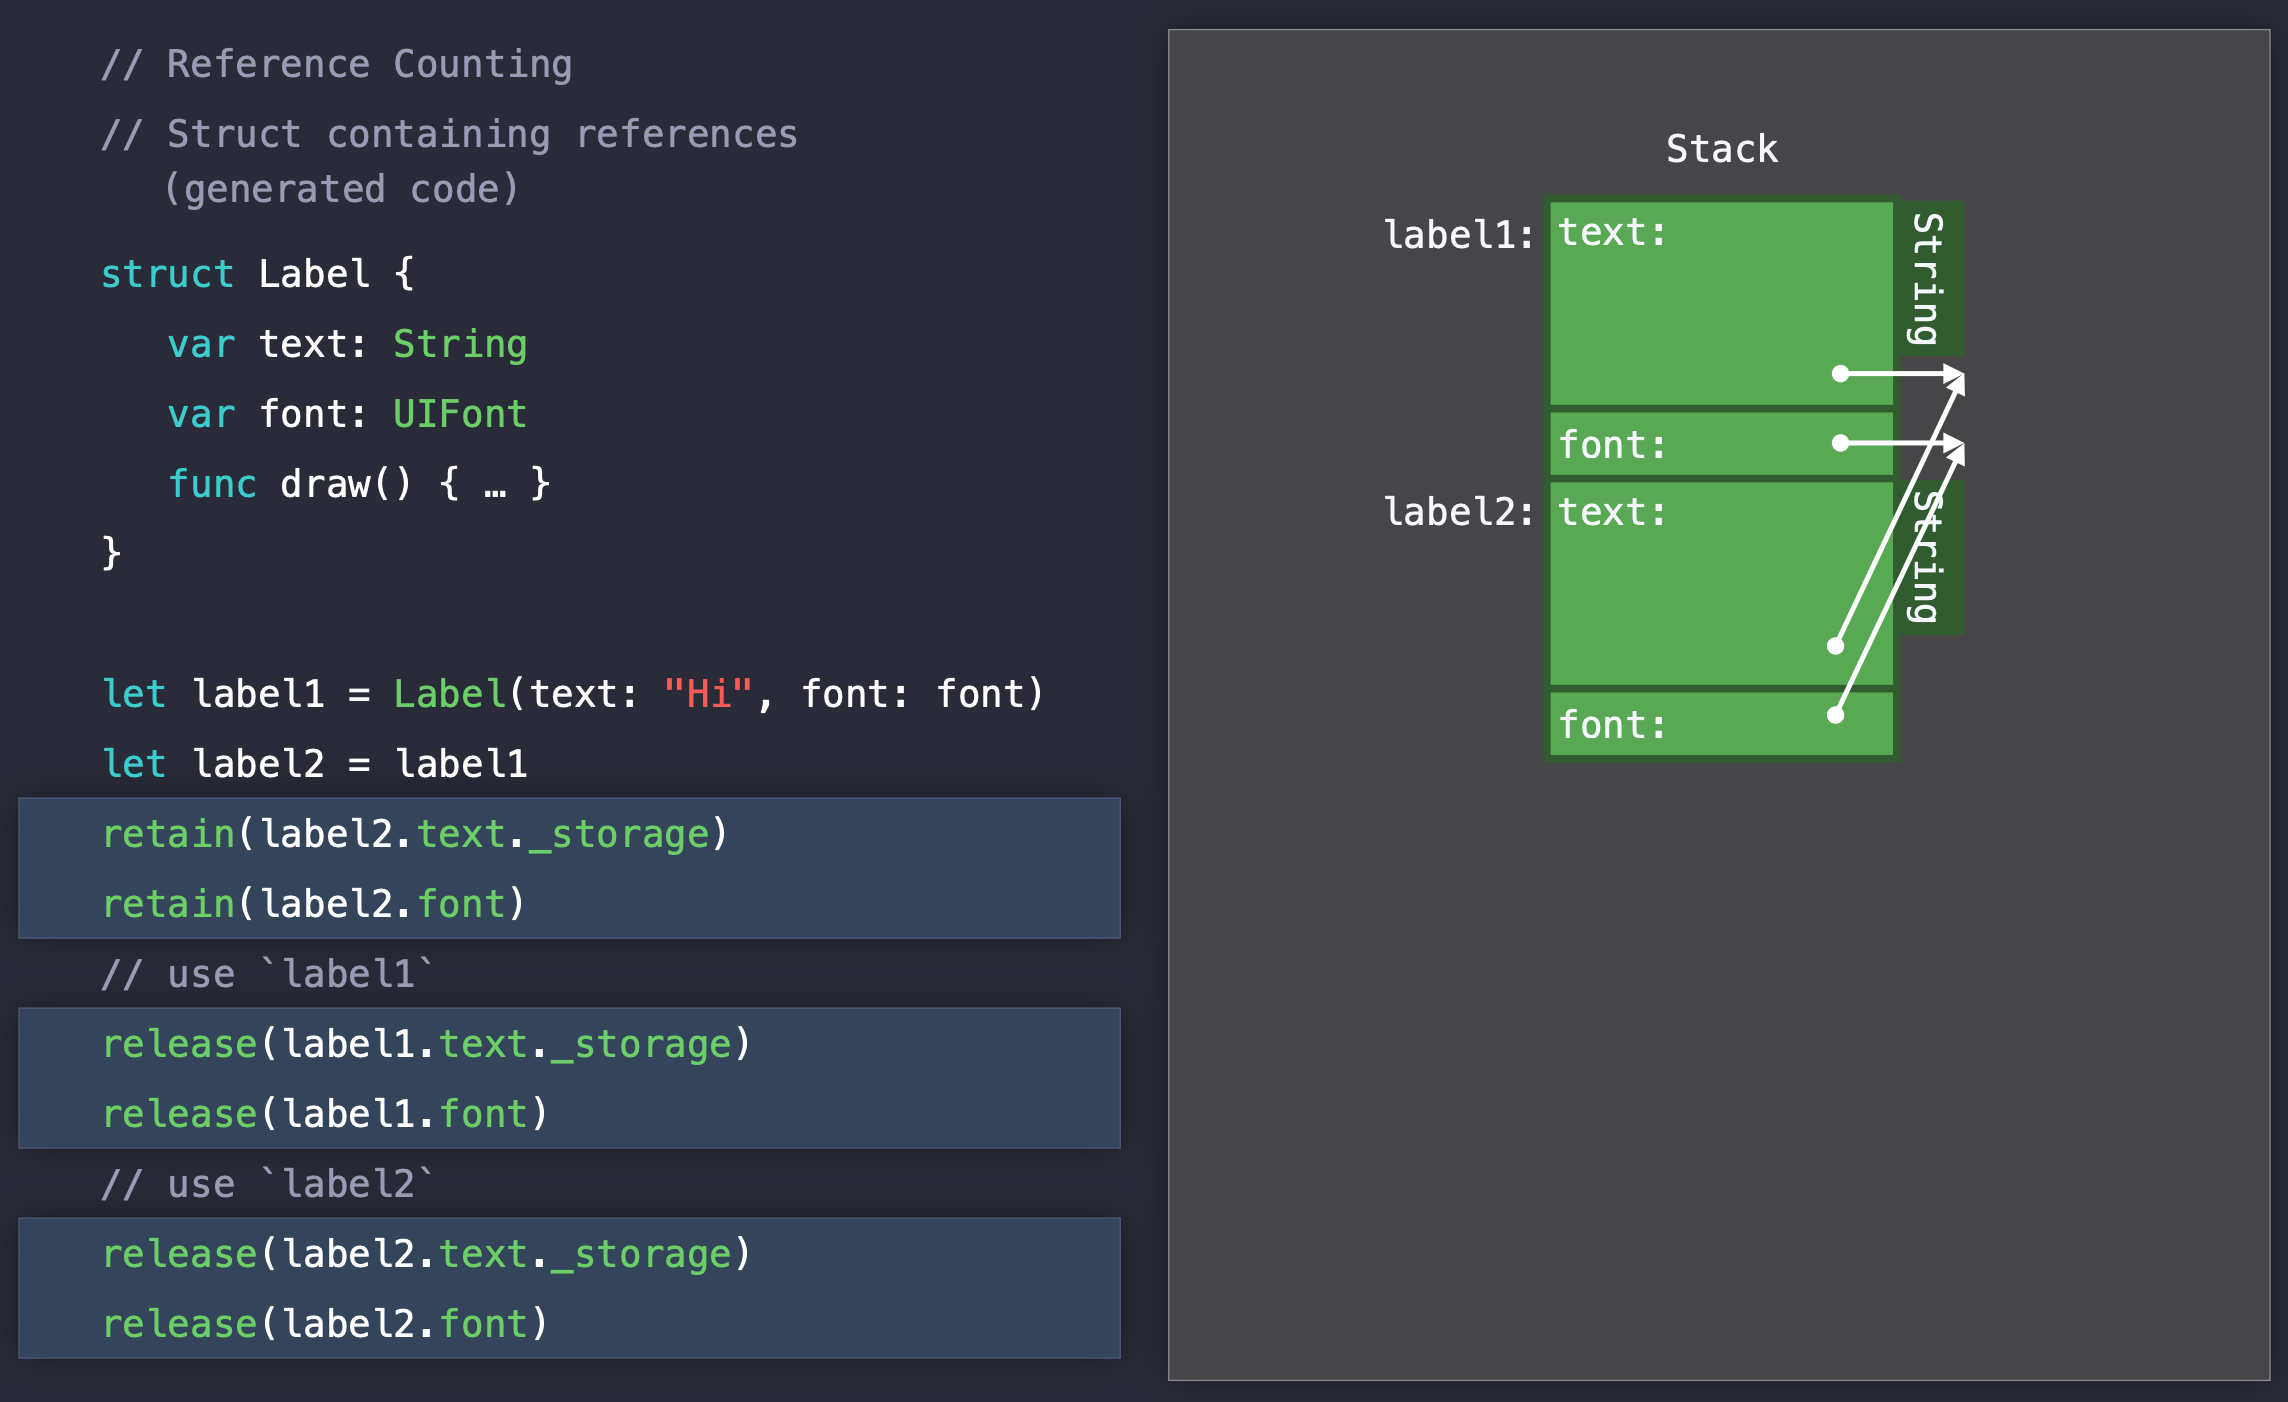 // Reference Counting
// Struct containing references
(generated code)
struct Label {
var text: String
var font: UIFont
func draw() { … }
}
let label1 = Label(text: "Hi", font: font)
let label2 = label1
retain(label2.text._storage)
retain(label2.font)
// use `label1`
release(label1.text._storage)
release(label1.font)
// use `label2`
release(label2.text._storage)
release(label2.font)
Stack
label1:
text:
String
font:
label2:
text:
String
font: